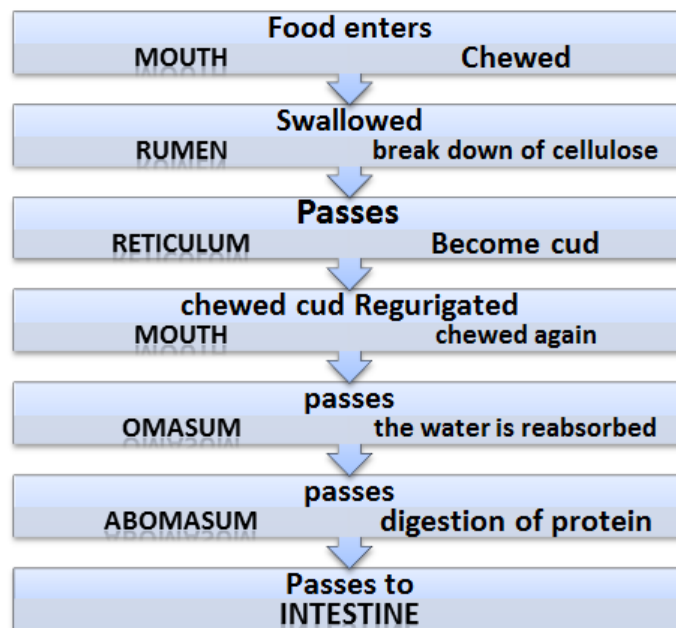 Food enters
MOUTH Chewed
Swallowed
RUMEN break down of cellulose
Passes
RETICULUM Become cud
chewed cud Regurigated
MOUTH chewed again
passes
OMASUM the water is reabsorbed
passes
ABOMASUM digestion of protein
Passes to
INTESTINE